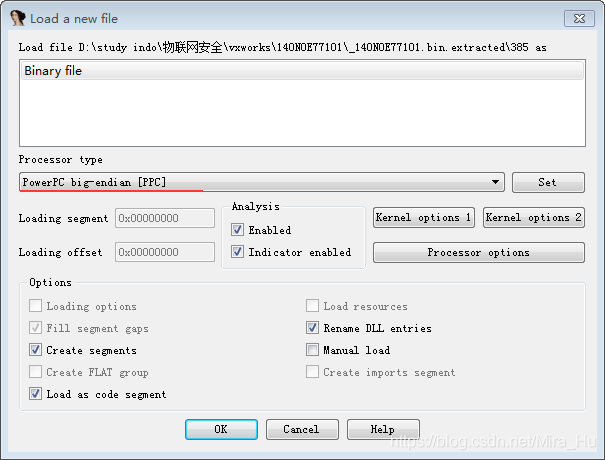 Load a new file
Load file D:\study indo\物联网安全\vxworks\140NOE77101\_140NOE77101.bin.extracted\385 as
Binary file
Processor type
PowerPC big-endian [PPC]
Set
Loading segment 0x00000000
Loading offset 0x00000000
Analysis
Enabled
Indicator enabled
Kernel options 1 Kernel options 2
Processor options
Options
Loading options
Fill segment gaps
Create segments
Create FLAT group
Load as code segment
Load resources
Rename DLL entries
Manual load
Create imports segment
OK Cancel Help
https://blog.csdn.net/Mira_Hu